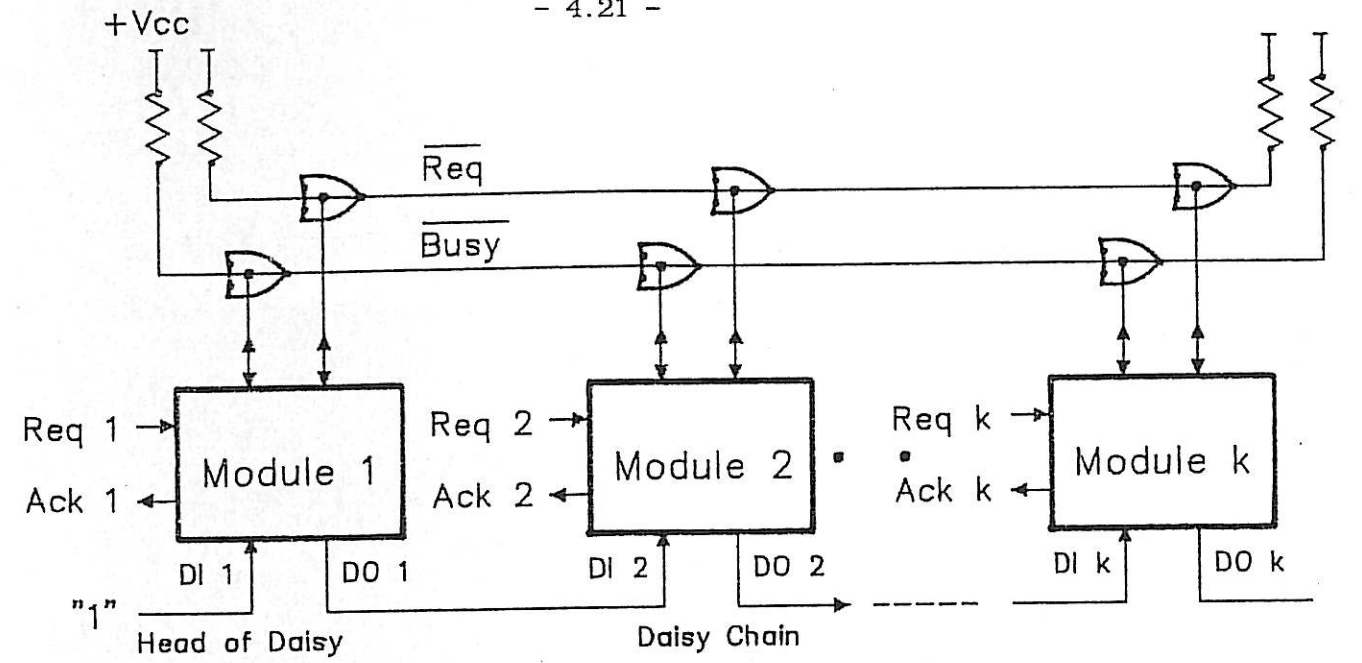 - 4.21 -
+Vcc
Req
Busy
Req 1
Ack 1
Module 1
Req 2
Ack 2
Module 2
Req k
Ack k
Module k
DI 1
DO 1
DI 2
DO 2
DI k
DO k
"1"
Head of Daisy
Daisy Chain